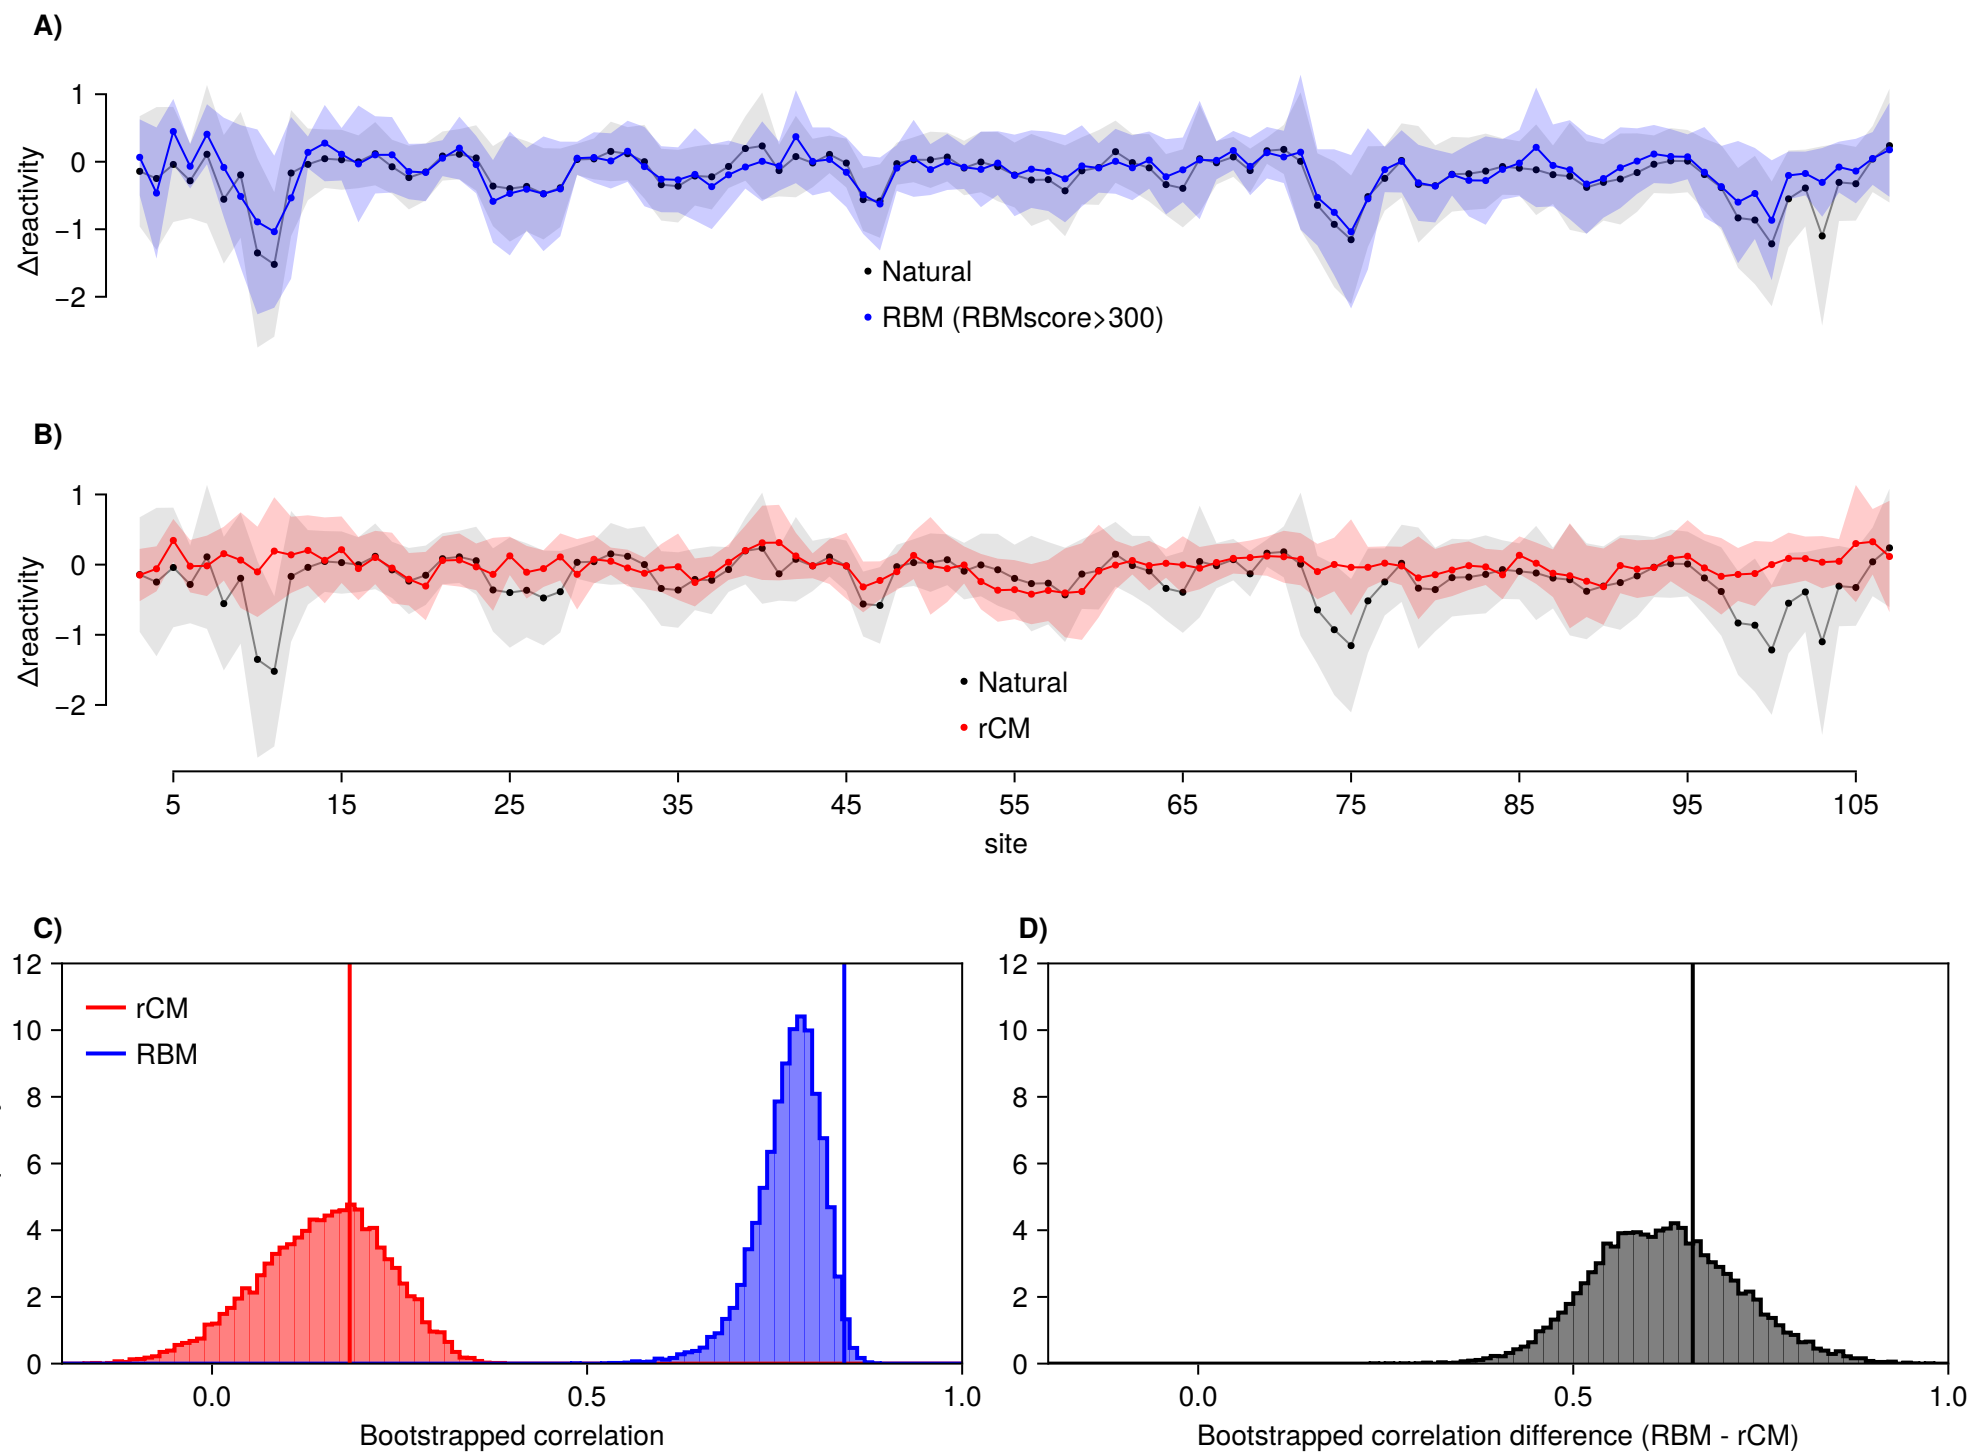 A)
1
0
−1
−2
Δreactivity
Natural
RBM (RBMscore>300)
B)
1
0
−1
−2
Δreactivity
Natural
rCM
5 15 25 35 45 55 65 75 85 95 105
site
C)
12
10
8
6
4
2
0
rCM
RBM
0.0 0.5 1.0
Bootstrapped correlation
D)
12
10
8
6
4
2
0
0.0 0.5 1.0
Bootstrapped correlation difference (RBM - rCM)